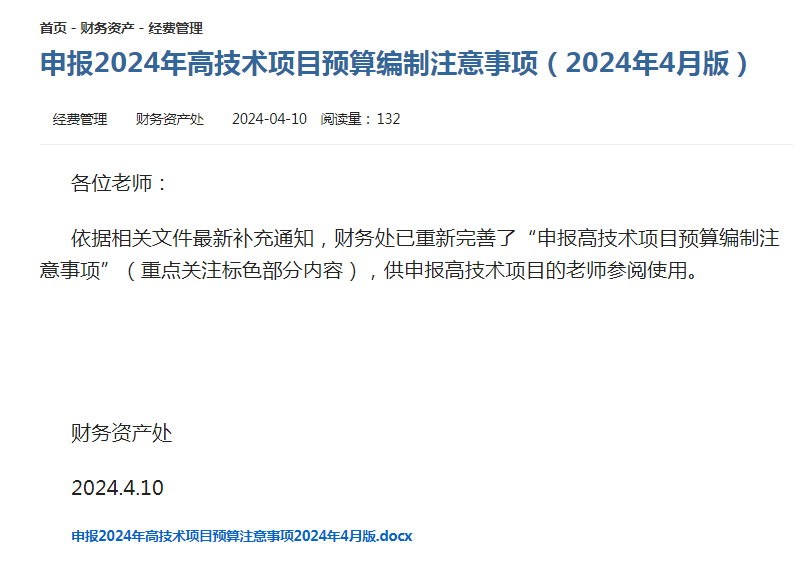 首页 - 财务资产 - 经费管理
申报2024年高技术项目预算编制注意事项（2024年4月版）
经费管理 财务资产处 2024-04-10 阅读量：132
各位老师：
依据相关文件最新补充通知，财务处已重新完善了“申报高技术项目预算编制注
意事项”（重点关注标色部分内容），供申报高技术项目的老师参阅使用。
财务资产处
2024.4.10
申报2024年高技术项目预算注意事项2024年4月版.docx